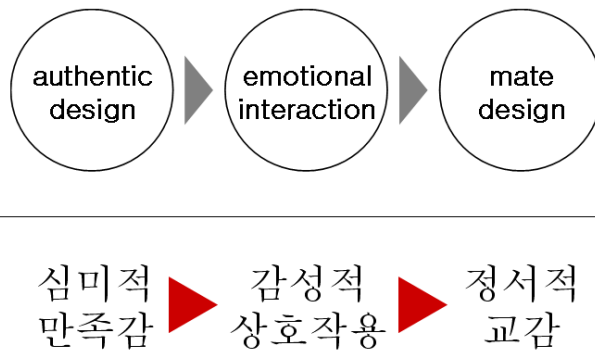 authentic
design
emotional
interaction
mate
design
심미적
만족감
감성적
상호작용
정서적
교감